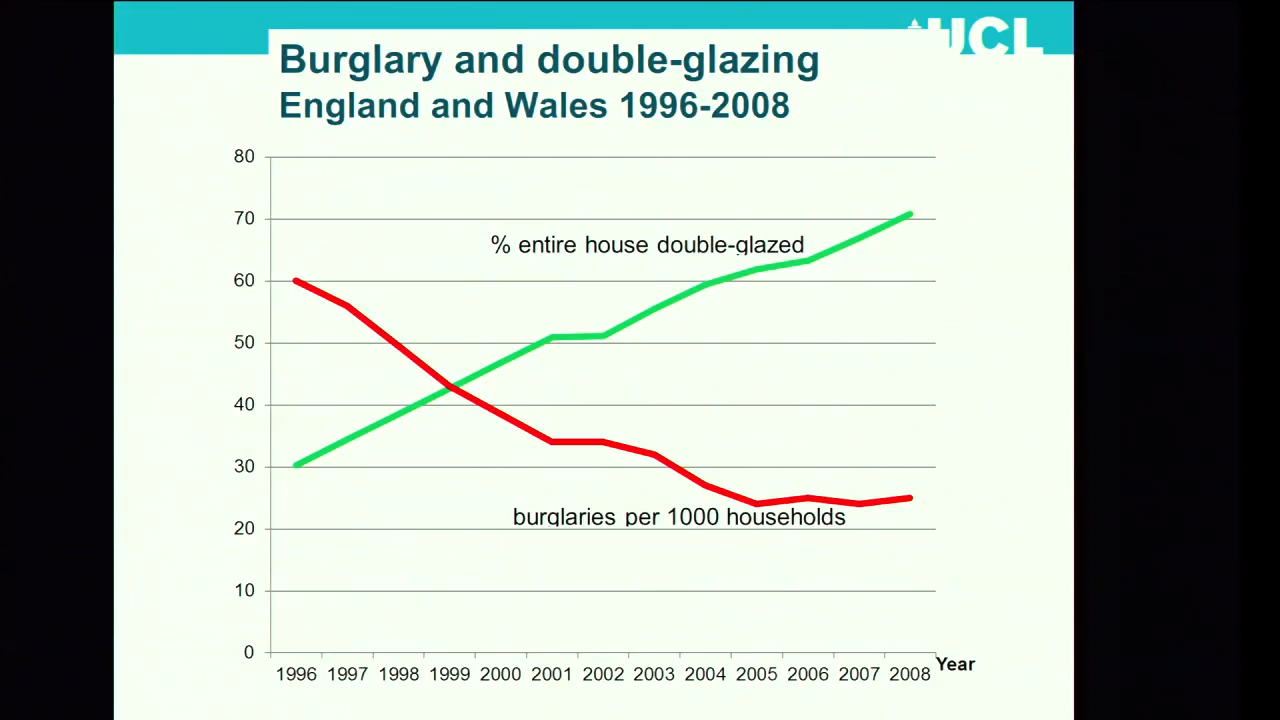 UCL
Burglary and double-glazing
England and Wales 1996-2008
80
70
% entire house double-glazed
60
50
40
30
burglaries per 1000 households
20
10
0
Year
1996 1997 1998 1999 2000 2001 2002 2003 2004 2005 2006 2007 2008